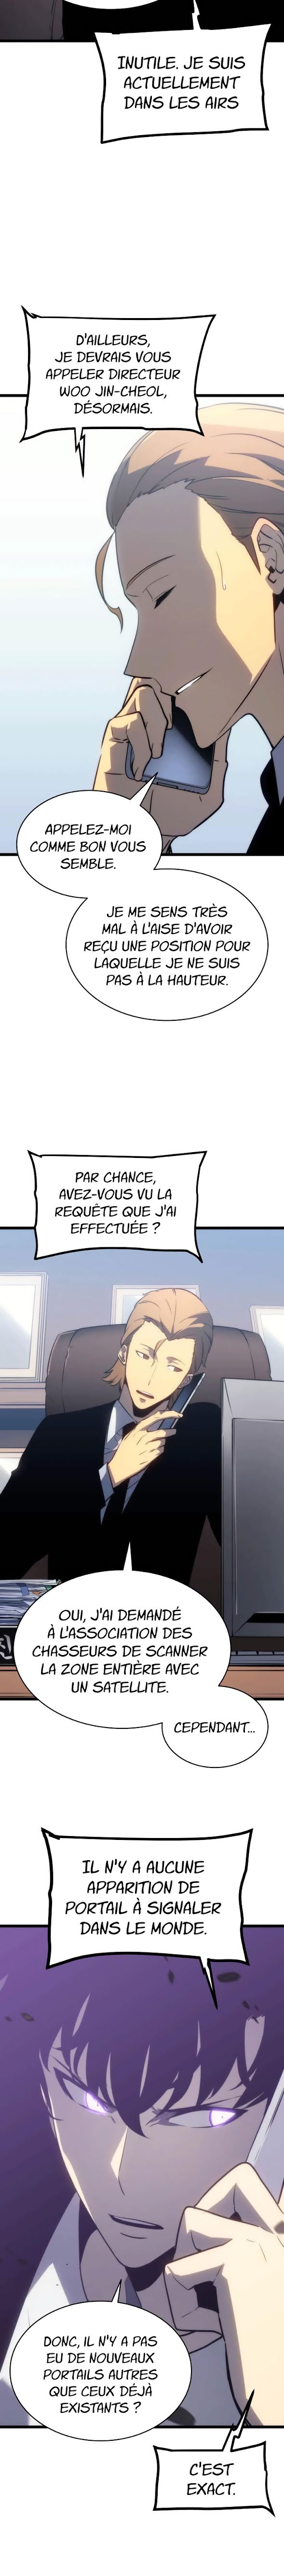 INUTILE. JE SUIS
ACTUELLEMENT
DANS LES AIRS
D'AILLEURS,
JE DEVRAIS VOUS
APPELER DIRECTEUR
WOO JIN-CHEOL,
DÉSORMAIS.
APPELEZ-MOI
COMME BON VOUS
SEMBLE.
JE ME SENS TRÈS
MAL À L'AISE D'AVOIR
REÇU UNE POSITION POUR
LAQUELLE JE NE SUIS
PAS À LA HAUTEUR.
PAR CHANCE,
AVEZ-VOUS VU LA
REQUÊTE QUE J'AI
EFFECTUÉE ?
OUI, J'AI DEMANDÉ
À L'ASSOCIATION DES
CHASSEURS DE SCANNER
LA ZONE ENTIÈRE AVEC
UN SATELLITE.
CEPENDANT...
IL N'Y A AUCUNE
APPARITION DE
PORTAIL À SIGNALER
DANS LE MONDE.
DONC, IL N'Y A PAS
EU DE NOUVEAUX
PORTAILS AUTRES
QUE CEUX DÉJÀ
EXISTANTS ?
C'EST
EXACT.